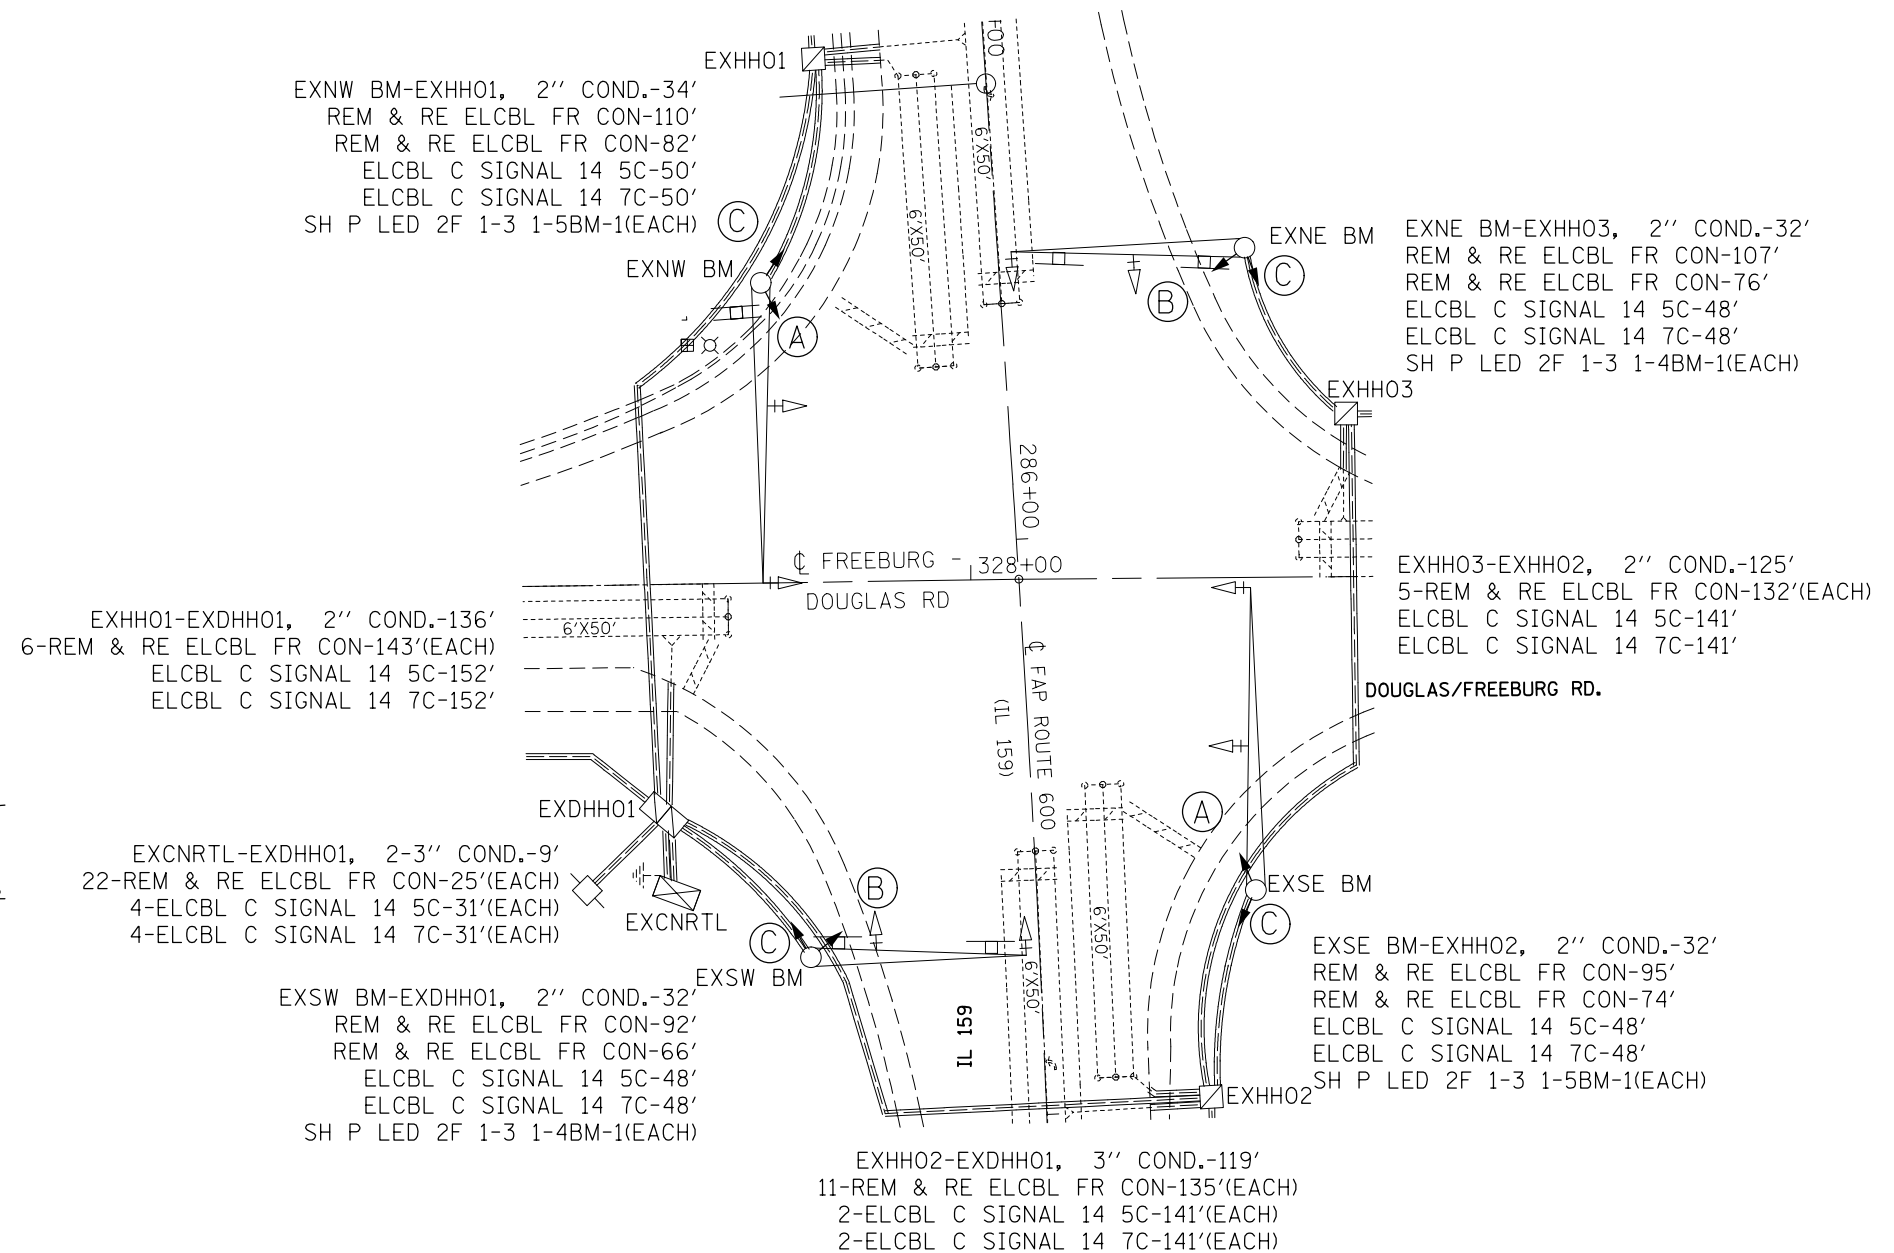 FOO
EXHH01
EXNW BM-EXHH01, 2'' COND.-34'
REM & RE ELCBL FR CON-110'
REM & RE ELCBL FR CON-82'
ELCBL C SIGNAL 14 5C-50'
ELCBL C SIGNAL 14 7C-50'
SH P LED 2F 1-3 1-5BM-1(EACH)
C
EXNW BM
A
6'X50'
6'X50'
EXNE BM
C
B
EXNE BM-EXHH03, 2'' COND.-32'
REM & RE ELCBL FR CON-107'
REM & RE ELCBL FR CON-76'
ELCBL C SIGNAL 14 5C-48'
ELCBL C SIGNAL 14 7C-48'
SH P LED 2F 1-3 1-4BM-1(EACH)
EXHH03
286+00
℄ FREEBURG -
DOUGLAS RD
328+00
EXHH03-EXHH02, 2'' COND.-125'
5-REM & RE ELCBL FR CON-132'(EACH)
ELCBL C SIGNAL 14 5C-141'
ELCBL C SIGNAL 14 7C-141'
DOUGLAS/FREEBURG RD.
EXHH01-EXDHH01, 2'' COND.-136'
6-REM & RE ELCBL FR CON-143'(EACH)
ELCBL C SIGNAL 14 5C-152'
ELCBL C SIGNAL 14 7C-152'
6'X50'
℄ FAP ROUTE 600
(IL 159)
EXDHH01
EXCNRTL-EXDHH01, 2-3'' COND.-9'
22-REM & RE ELCBL FR CON-25'(EACH)
4-ELCBL C SIGNAL 14 5C-31'(EACH)
4-ELCBL C SIGNAL 14 7C-31'(EACH)
EXCNRTL
B
C
EXSW BM
A
EXSE BM
C
6'X50'
6'X50'
IL 159
EXSW BM-EXDHH01, 2'' COND.-32'
REM & RE ELCBL FR CON-92'
REM & RE ELCBL FR CON-66'
ELCBL C SIGNAL 14 5C-48'
ELCBL C SIGNAL 14 7C-48'
SH P LED 2F 1-3 1-4BM-1(EACH)
EXSE BM-EXHH02, 2'' COND.-32'
REM & RE ELCBL FR CON-95'
REM & RE ELCBL FR CON-74'
ELCBL C SIGNAL 14 5C-48'
ELCBL C SIGNAL 14 7C-48'
SH P LED 2F 1-3 1-5BM-1(EACH)
EXHH02
EXHH02-EXDHH01, 3'' COND.-119'
11-REM & RE ELCBL FR CON-135'(EACH)
2-ELCBL C SIGNAL 14 5C-141'(EACH)
2-ELCBL C SIGNAL 14 7C-141'(EACH)